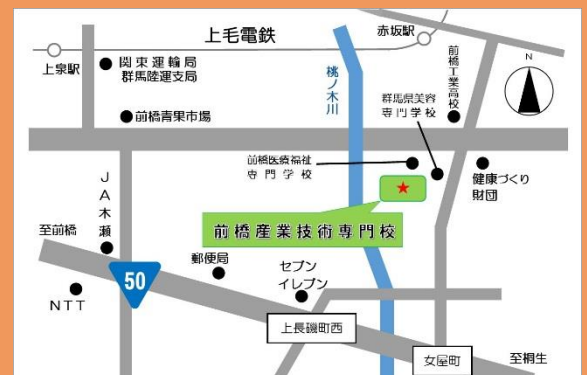 上毛電鉄
赤坂駅
上泉駅
関東運輸局
群馬陸運支局
桃ノ木川
前橋工業高校
N
前橋青果市場
群馬県美容
専門学校
前橋医療福祉
専門学校
健康づくり
財団
JA木瀬
前橋産業技術専門校
至前橋
郵便局
セブン
イレブン
50
NTT
上長磯町西
女屋町
至桐生